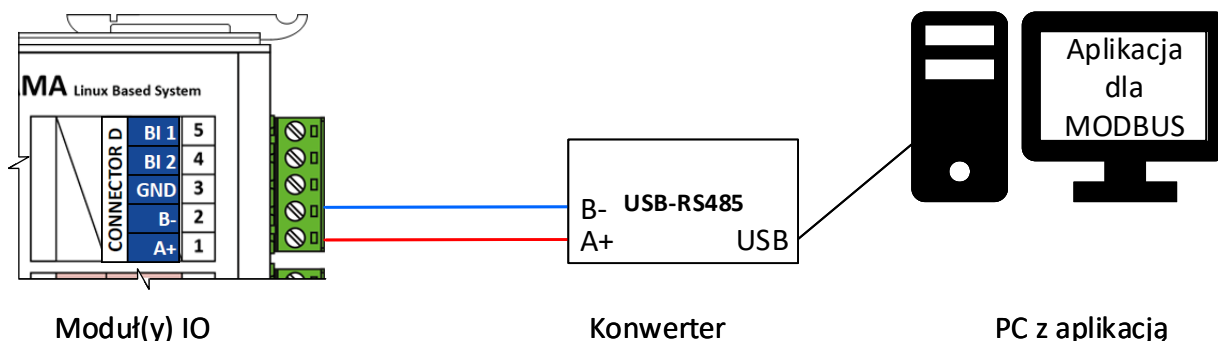 MA Linux Based System
CONNECTOR D
BI 1 5
BI 2 4
GND 3
B- 2
A+ 1
B- USB-RS485
A+ USB
Aplikacja
dla
MODBUS
Moduł(y) IO
Konwerter
PC z aplikacją